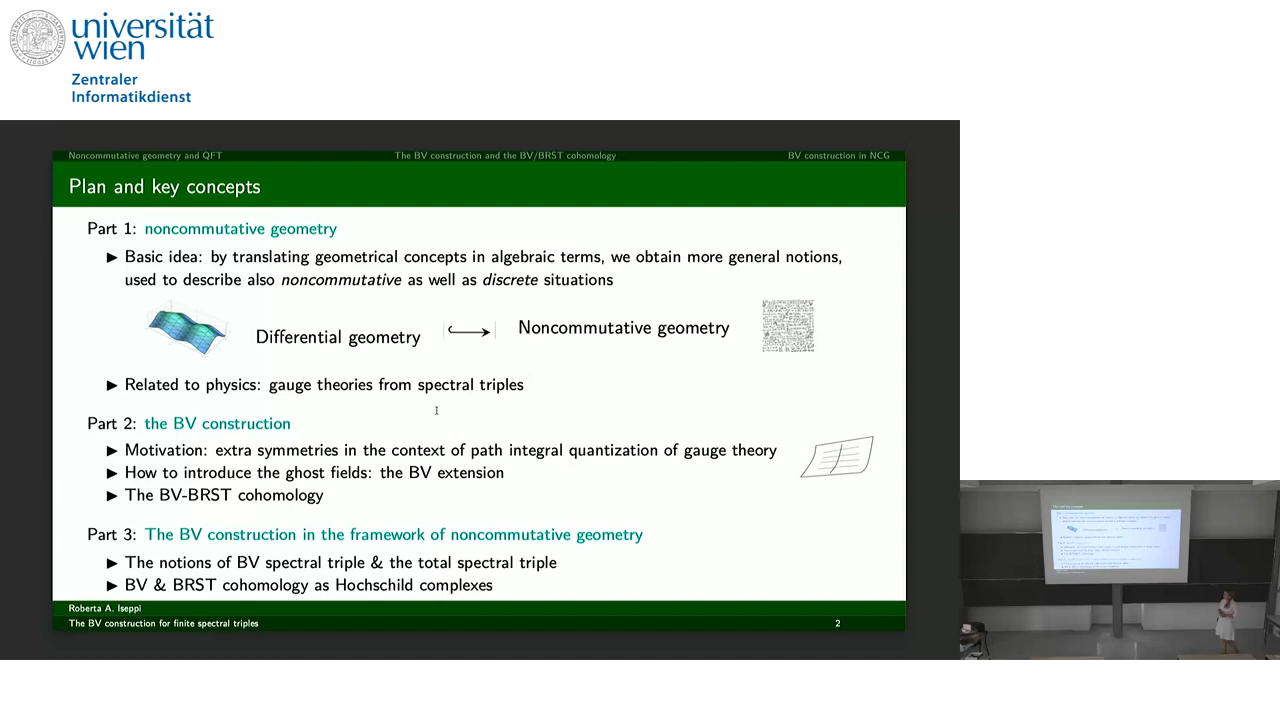 universität
wien
Zentraler
Informatikdienst
Noncommutative geometry and QFT The BV construction and the BV/BRST cohomology BV construction in NCG
Plan and key concepts
Part 1: noncommutative geometry
▶ Basic idea: by translating geometrical concepts in algebraic terms, we obtain more general notions,
used to describe also noncommutative as well as discrete situations
Differential geometry ↪ Noncommutative geometry
▶ Related to physics: gauge theories from spectral triples
Part 2: the BV construction
▶ Motivation: extra symmetries in the context of path integral quantization of gauge theory
▶ How to introduce the ghost fields: the BV extension
▶ The BV-BRST cohomology
Part 3: The BV construction in the framework of noncommutative geometry
▶ The notions of BV spectral triple & the total spectral triple
▶ BV & BRST cohomology as Hochschild complexes
Roberta A. Iseppi
The BV construction for finite spectral triples 2